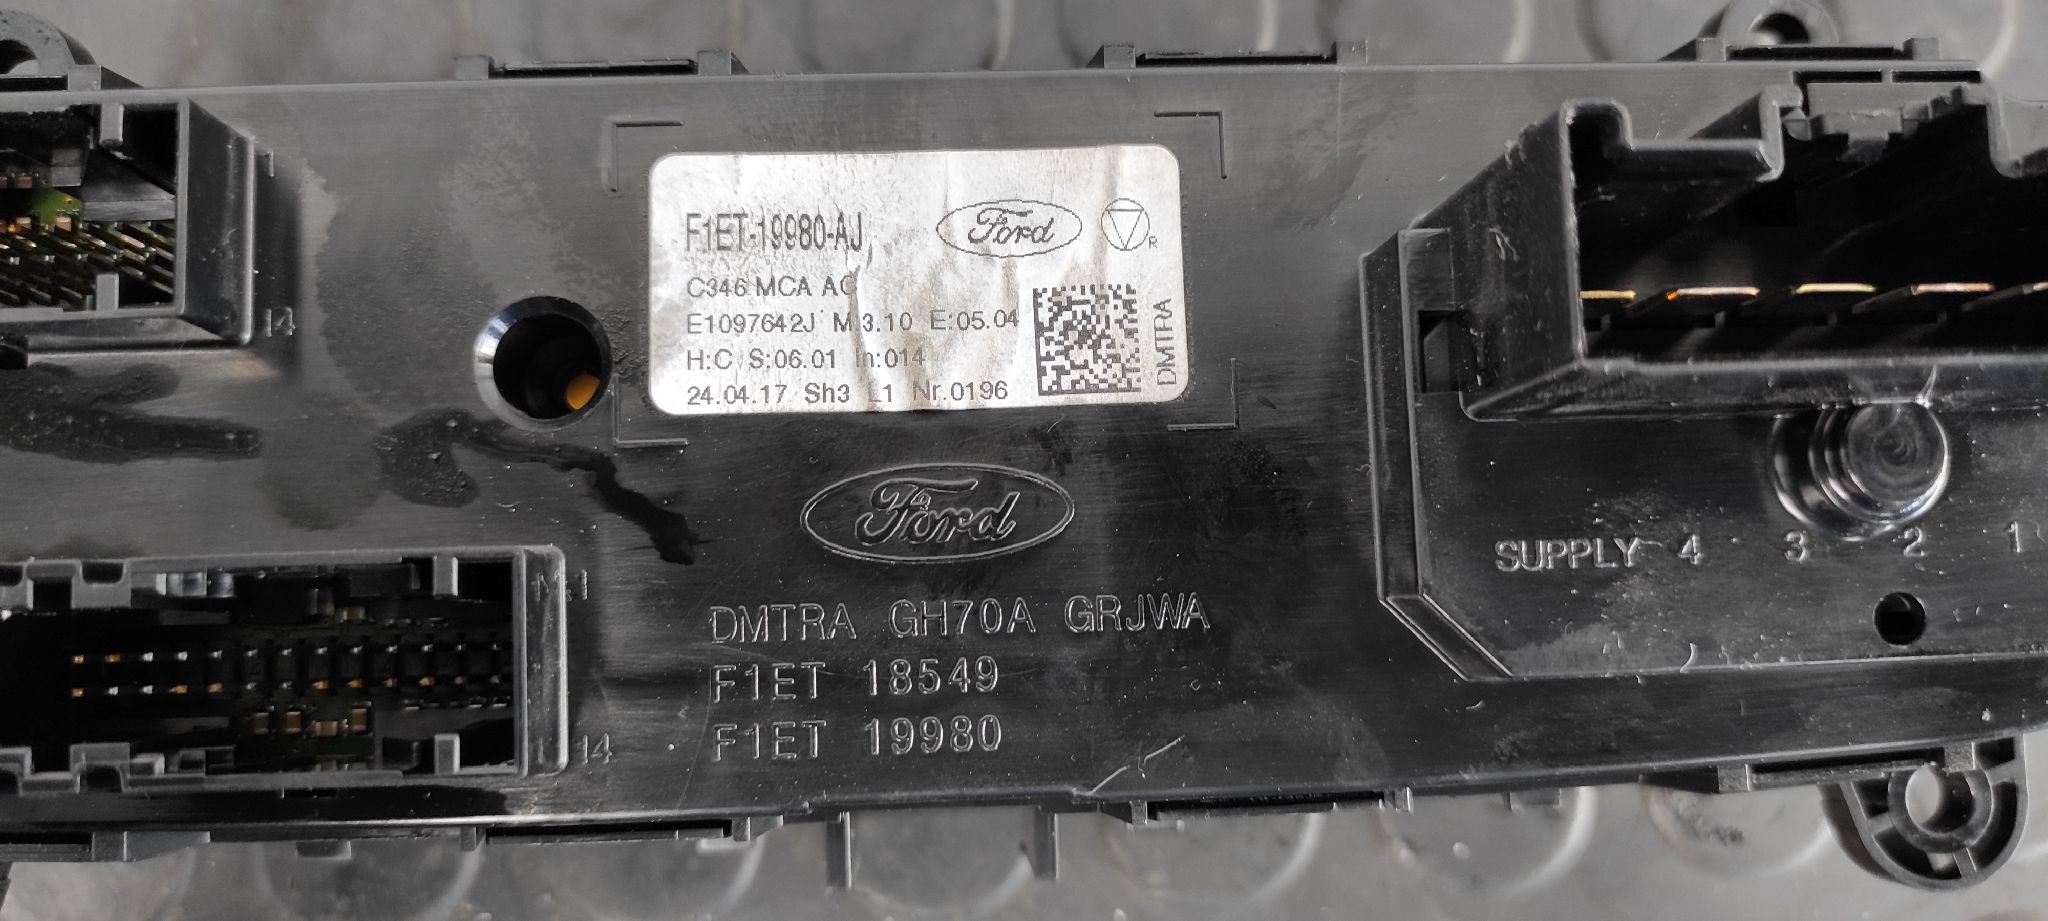 F1ET-19980-AJ
Ford
R
C346 MCA AC
E1097642J M:3.10 E:05.04
H:C S:06.01 In:014
24.04.17 Sh3 L1 Nr.0196
DMTRA
14
Ford
SUPPLY 4 3 2 1
1
DMTRA GH70A GRJWA
F1ET 18549
F1ET 19980
14